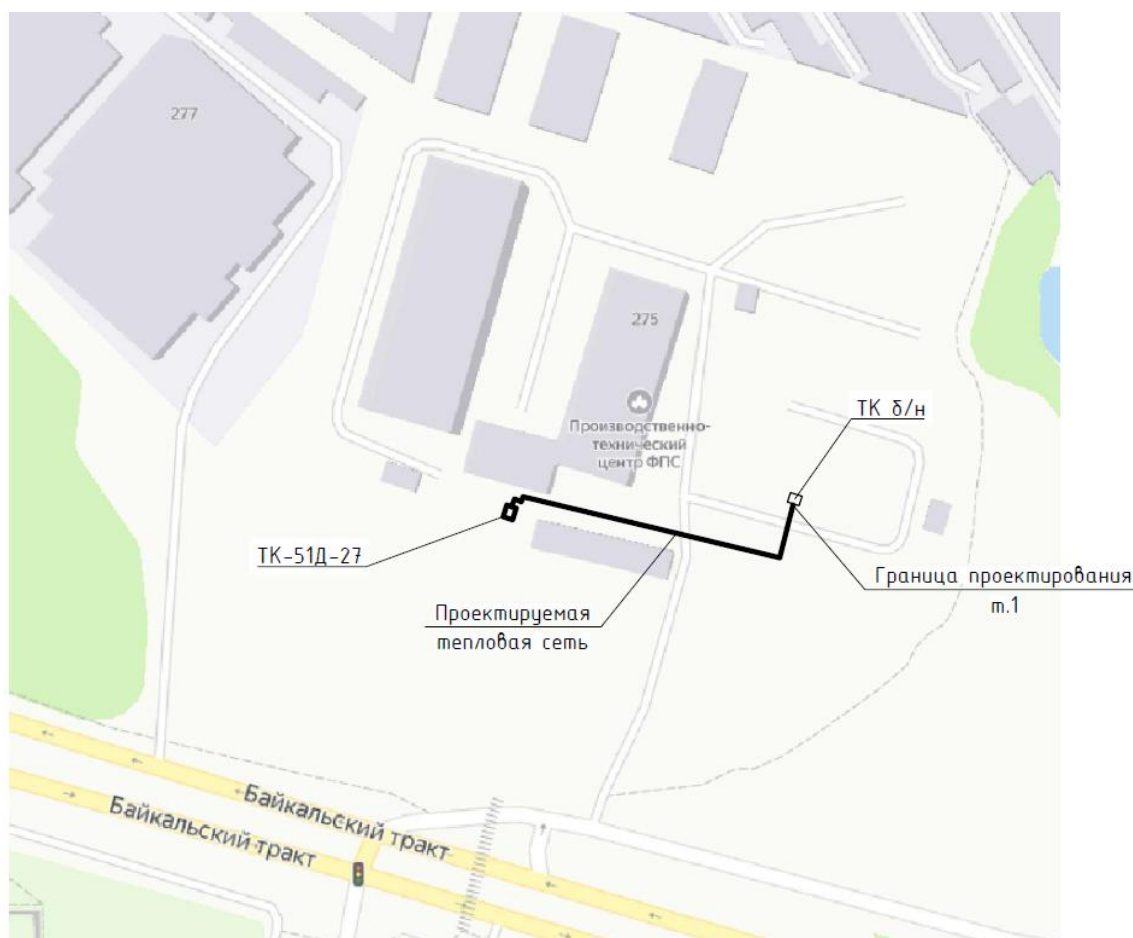 277
275
ТК б/н
Производственно-
технический
центр ФПС
ТК-51Д-27
Граница проектирования
т.1
Проектируемая
тепловая сеть
Байкальский тракт
Байкальский тракт